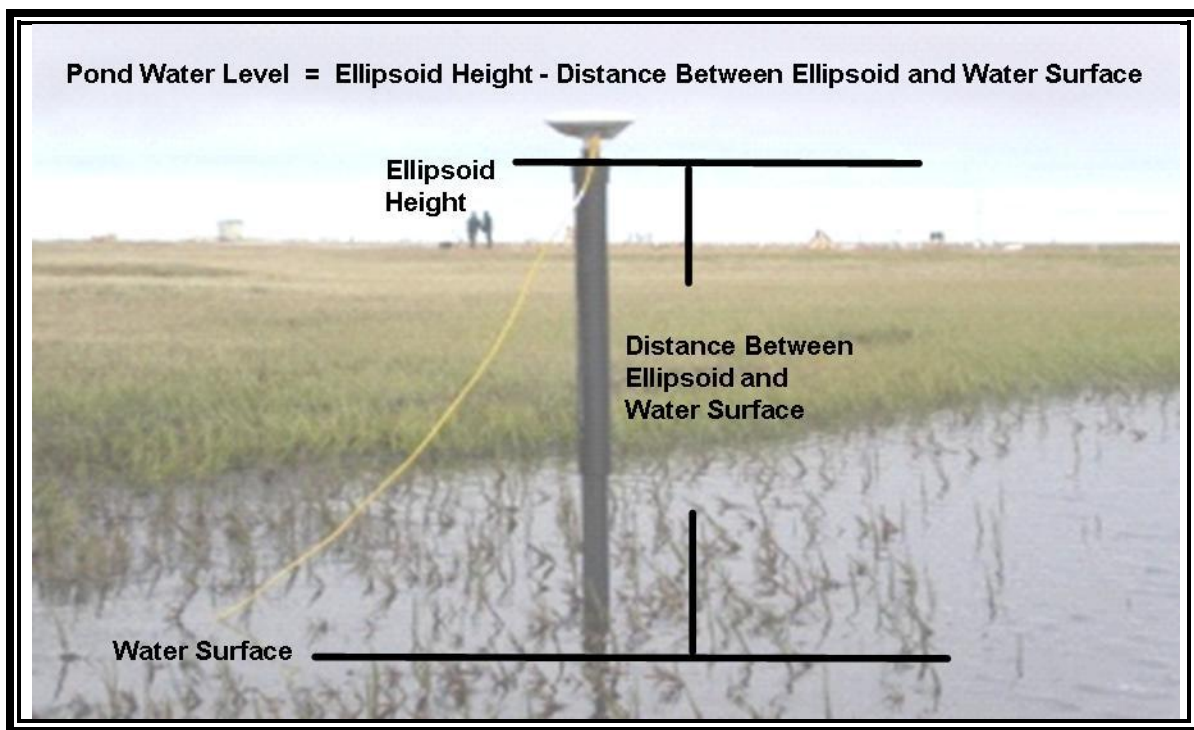 Pond Water Level = Ellipsoid Height - Distance Between Ellipsoid and Water Surface
Ellipsoid
Height
Distance Between
Ellipsoid and
Water Surface
Water Surface